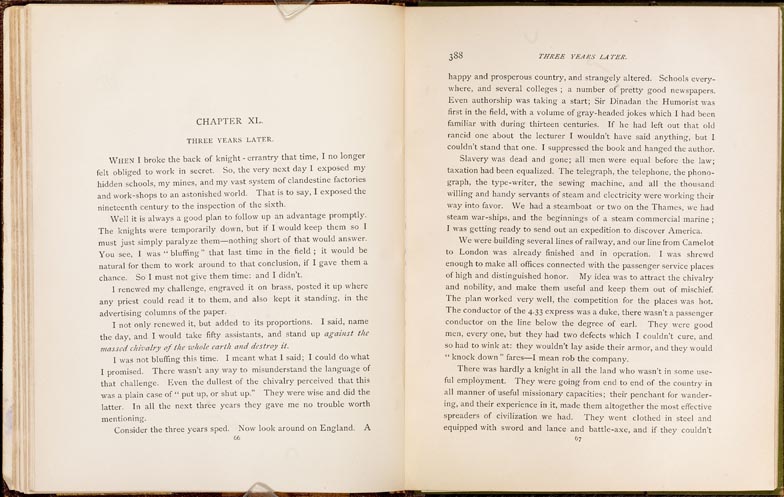 CHAPTER XL.
THREE YEARS LATER.
WHEN I broke the back of knight-errantry that time, I no longer
felt obliged to work in secret. So, the very next day I exposed my
hidden schools, my mines, and my vast system of clandestine factories
and work-shops to an astonished world. That is to say, I exposed the
nineteenth century to the inspection of the sixth.
Well it is always a good plan to follow up an advantage promptly.
The knights were temporarily down, but if I would keep them so I
must just simply paralyze them—nothing short of that would answer.
You see, I was "bluffing" that last time in the field; it would be
natural for them to work around to that conclusion, if I gave them a
chance. So I must not give them time: and I didn't.
I renewed my challenge, engraved it on brass, posted it up where
any priest could read it to them, and also kept it standing, in the
advertising columns of the paper.
I not only renewed it, but added to its proportions. I said, name
the day, and I would take fifty assistants, and stand up against the
massed chivalry of the whole earth and destroy it.
I was not bluffing this time. I meant what I said; I could do what
I promised. There wasn't any way to misunderstand the language of
that challenge. Even the dullest of the chivalry perceived that this
was a plain case of "put up, or shut up." They were wise and did the
latter. In all the next three years they gave me no trouble worth
mentioning.
Consider the three years sped. Now look around on England. A
66
388 THREE YEARS LATER.
happy and prosperous country, and strangely altered. Schools every-
where, and several colleges; a number of pretty good newspapers.
Even authorship was taking a start; Sir Dinadan the Humorist was
first in the field, with a volume of gray-headed jokes which I had been
familiar with during thirteen centuries. If he had left out that old
rancid one about the lecturer I wouldn't have said anything, but I
couldn't stand that one. I suppressed the book and hanged the author.
Slavery was dead and gone; all men were equal before the law;
taxation had been equalized. The telegraph, the telephone, the phono-
graph, the type-writer, the sewing machine, and all the thousand
willing and handy servants of steam and electricity were working their
way into favor. We had a steamboat or two on the Thames, we had
steam war-ships, and the beginnings of a steam commercial marine;
I was getting ready to send out an expedition to discover America.
We were building several lines of railway, and our line from Camelot
to London was already finished and in operation. I was shrewd
enough to make all offices connected with the passenger service places
of high and distinguished honor. My idea was to attract the chivalry
and nobility, and make them useful and keep them out of mischief.
The plan worked very well, the competition for the places was hot.
The conductor of the 4.33 express was a duke, there wasn't a passenger
conductor on the line below the degree of earl. They were good
men, every one, but they had two defects which I couldn't cure, and
so had to wink at: they wouldn't lay aside their armor, and they would
"knock down" fares—I mean rob the company.
There was hardly a knight in all the land who wasn't in some use-
ful employment. They were going from end to end of the country in
all manner of useful missionary capacities; their penchant for wander-
ing, and their experience in it, made them altogether the most effective
spreaders of civilization we had. They went clothed in steel and
equipped with sword and lance and battle-axe, and if they couldn't
67